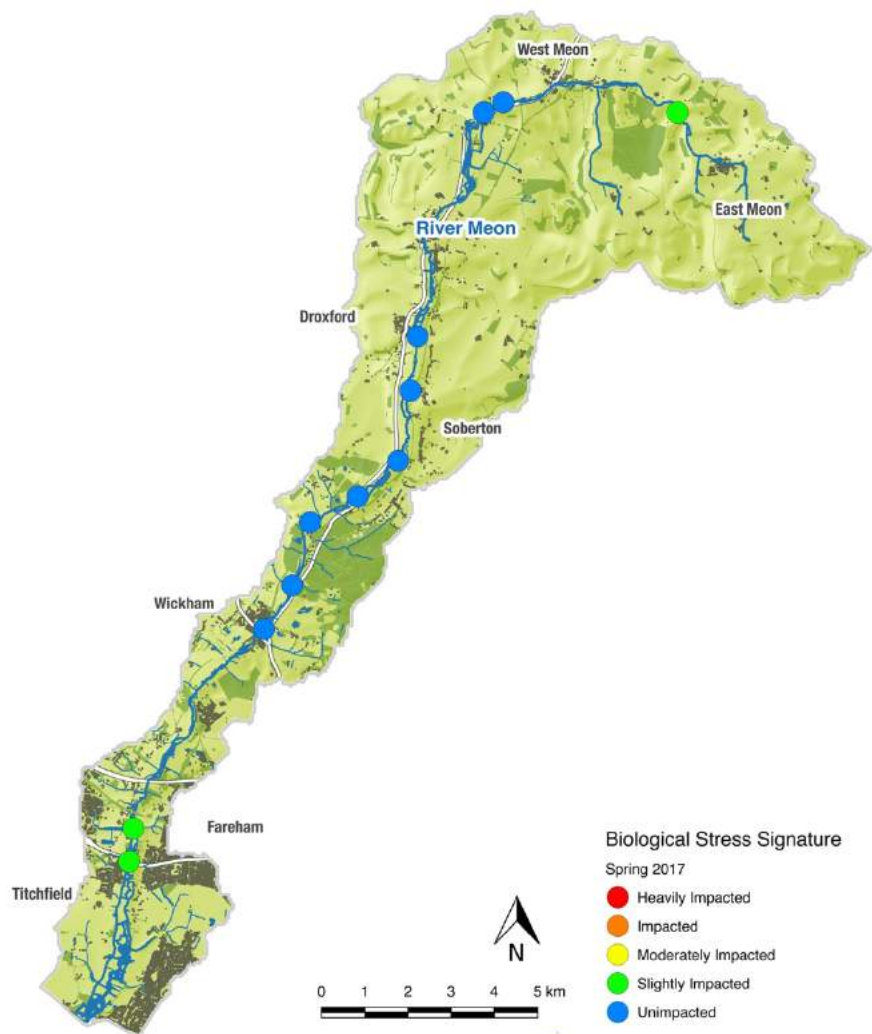 West Meon
East Meon
River Meon
Droxford
Soberton
Wickham
Fareham
Titchfield
Biological Stress Signature
Spring 2017
Heavily Impacted
Impacted
Moderately Impacted
Slightly Impacted
Unimpacted
N
0 1 2 3 4 5 km